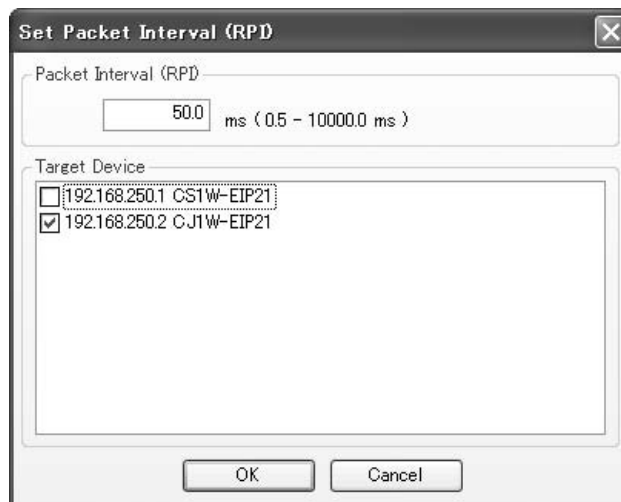 Set Packet Interval (RPI)
Packet Interval (RPI)
50.0 ms ( 0.5 - 10000.0 ms )
Target Device
192.168.250.1 CS1W-EIP21
192.168.250.2 CJ1W-EIP21
OK Cancel